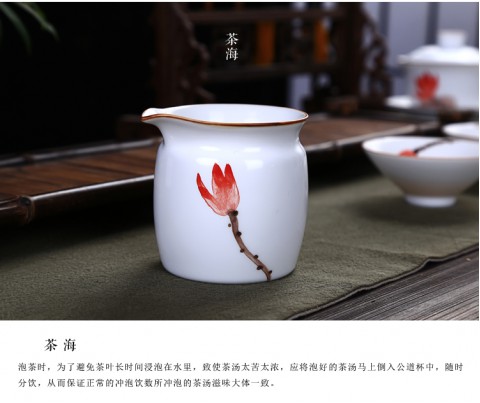 茶海
茶海
泡茶时，为了避免茶叶长时间浸泡在水里，致使茶汤太苦太浓，应将泡好的茶汤马上倒入公道杯中，随时
分饮，从而保证正常的冲泡饮数所冲泡的茶汤滋味大体一致。